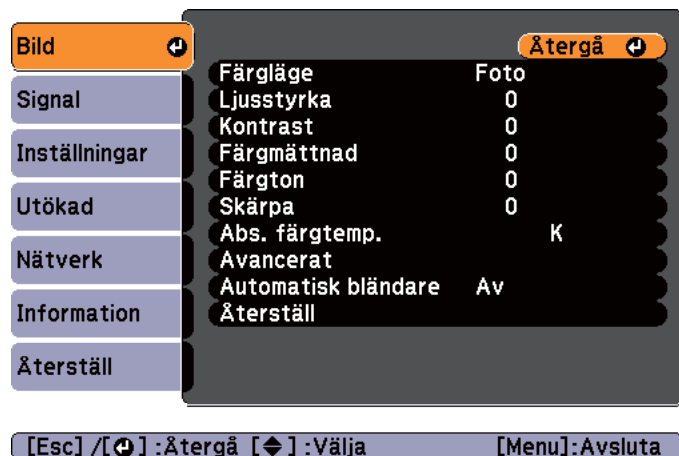 Bild
Signal
Inställningar
Utökad
Nätverk
Information
Återställ
Återgå
Färgläge Foto
Ljusstyrka 0
Kontrast 0
Färgmättnad 0
Färgton 0
Skärpa 0
Abs. färgtemp. K
Avancerat
Automatisk bländare Av
Återställ
[Esc] /[ ] :Återgå [ ] :Välja [Menu]:Avsluta